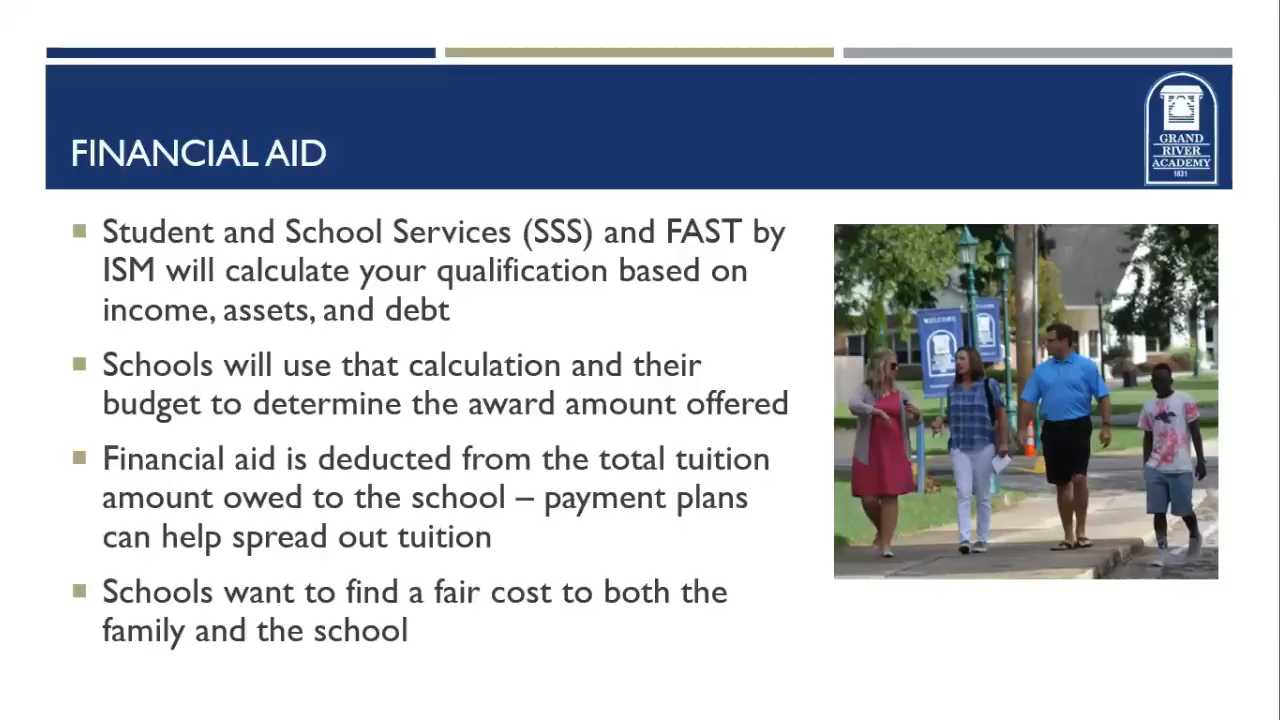 FINANCIAL AID
GRAND
RIVER
ACADEMY
1831
Student and School Services (SSS) and FAST by
ISM will calculate your qualification based on
income, assets, and debt
Schools will use that calculation and their
budget to determine the award amount offered
Financial aid is deducted from the total tuition
amount owed to the school – payment plans
can help spread out tuition
Schools want to find a fair cost to both the
family and the school
WELCOME